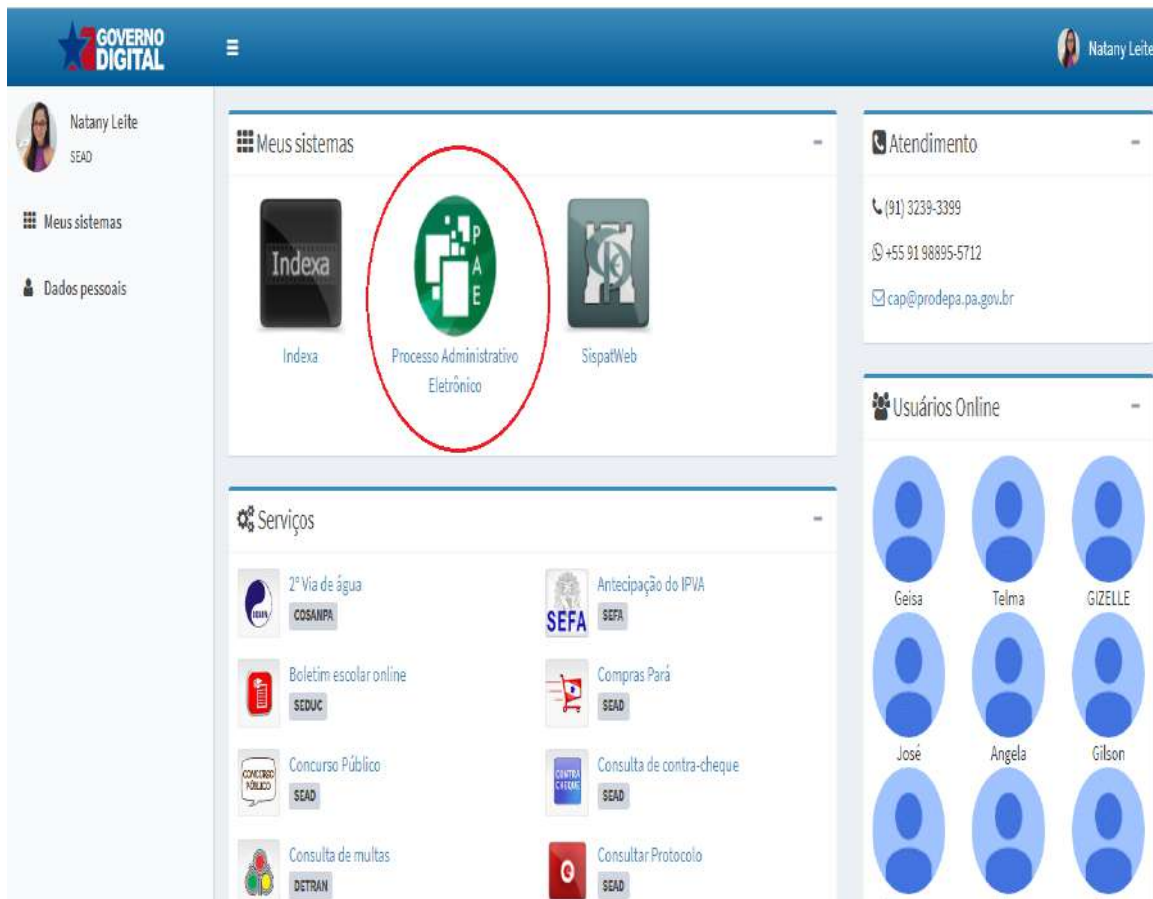 GOVERNO
DIGITAL
Natany Leite
Natany Leite
SEAD
Meus sistemas
Dados pessoais
Meus sistemas
Indexa
PAE
Indexa
Processo Administrativo
Eletrônico
SispatWeb
Serviços
2ª Via de água
COSANPA
Antecipação do IPVA
SEFA
SEFA
Boletim escolar online
SEDUC
Compras Pará
SEAD
CONCURSO
PÚBLICO
Concurso Público
SEAD
CONTRA
CHEQUE
Consulta de contra-cheque
SEAD
Consulta de multas
DETRAN
Consultar Protocolo
SEAD
Atendimento
(91) 3239-3399
+55 91 98895-5712
cap@prodepa.pa.gov.br
Usuários Online
Geisa
Telma
GIZELLE
José
Angela
Gilson